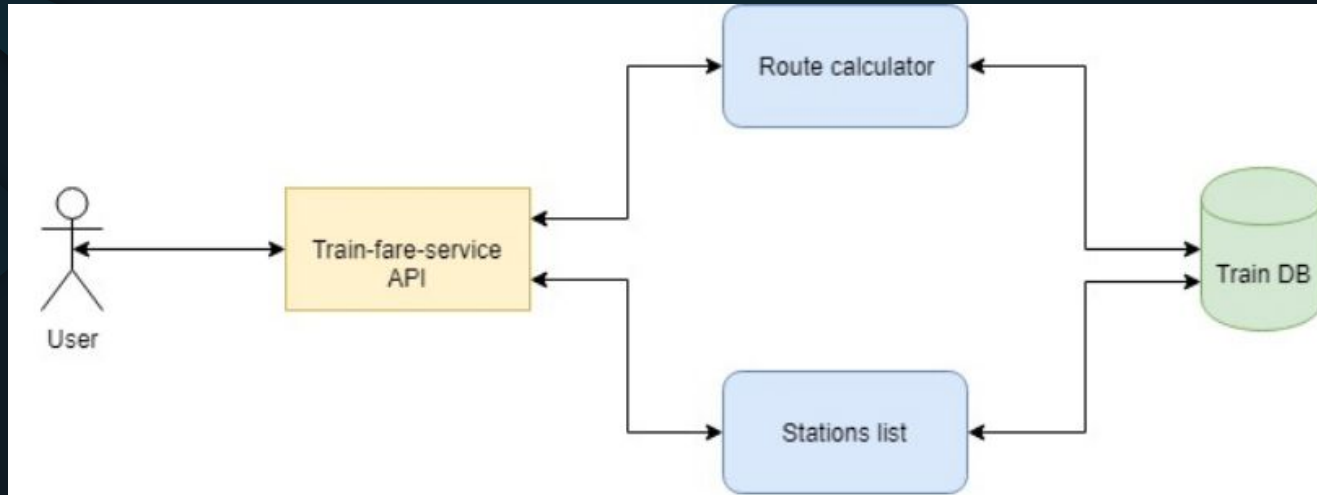 Route calculator
Train-fare-service
API
Train DB
User
Stations list